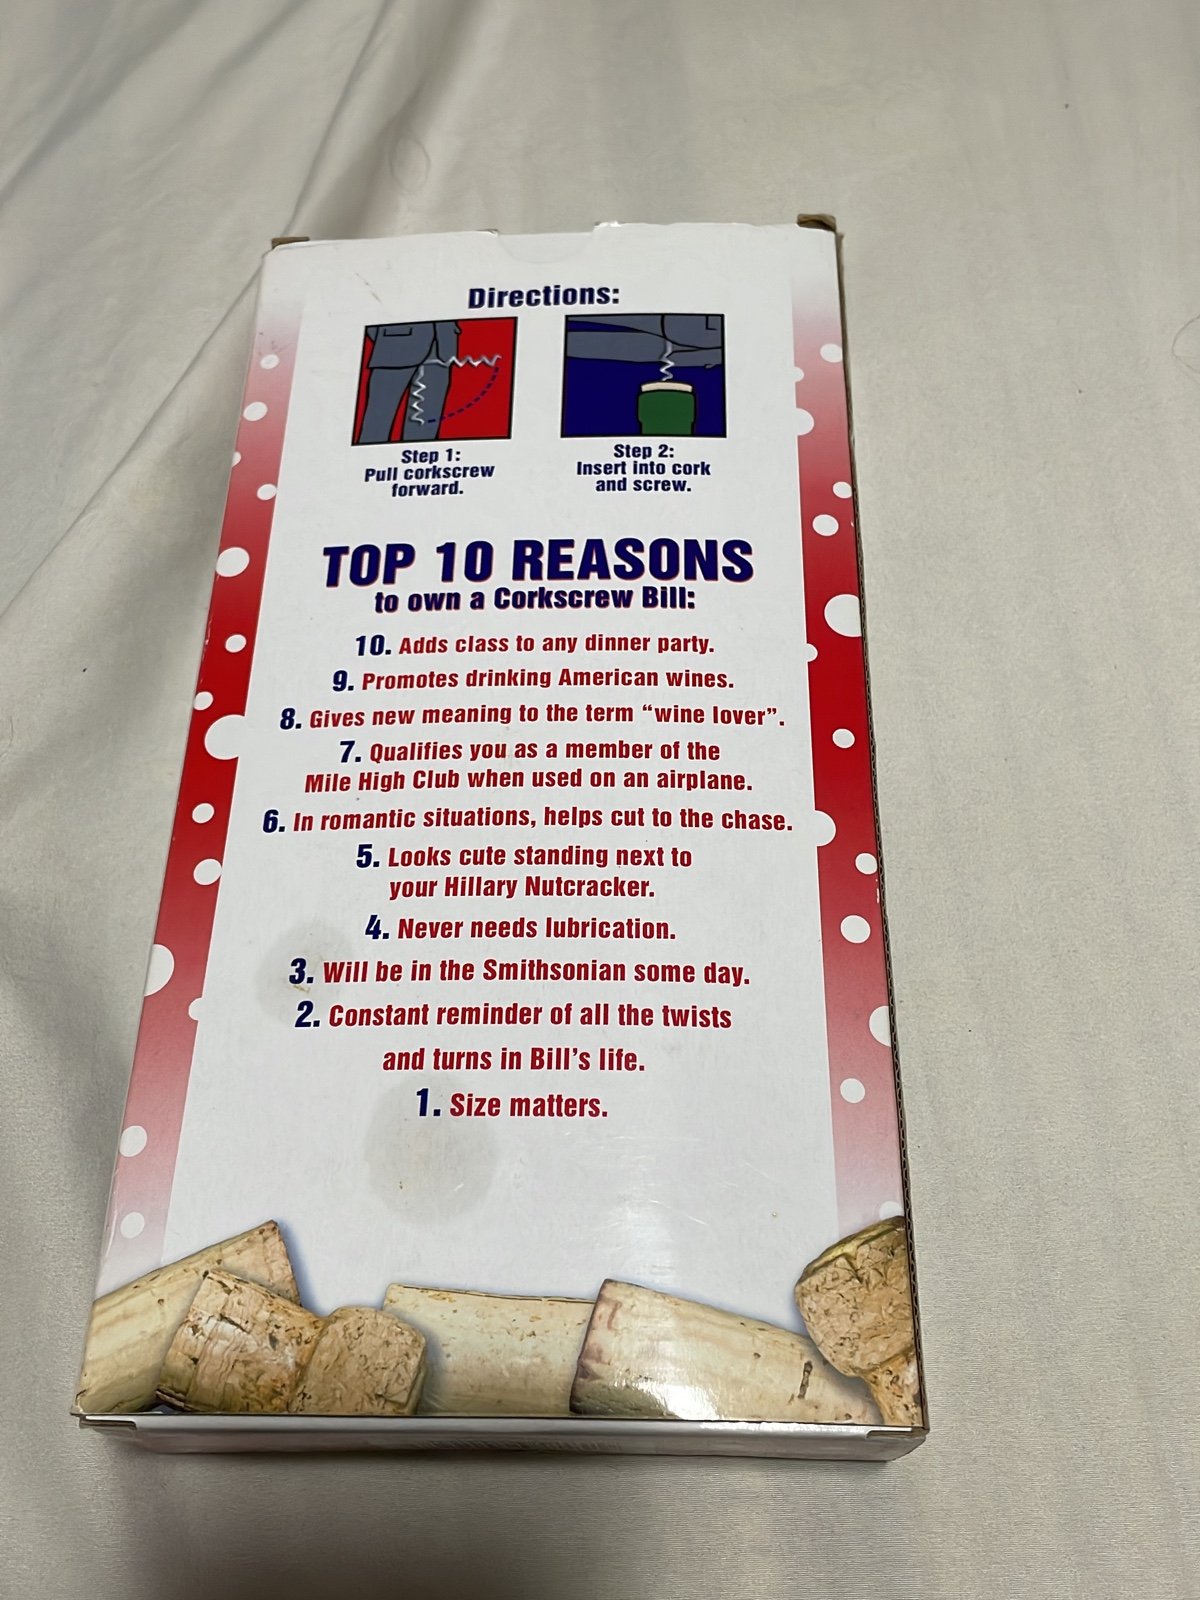 Directions:
Step 1:
Pull corkscrew
forward.
Step 2:
Insert into cork
and screw.
TOP 10 REASONS
to own a Corkscrew Bill:
10. Adds class to any dinner party.
9. Promotes drinking American wines.
8. Gives new meaning to the term “wine lover”.
7. Qualifies you as a member of the
Mile High Club when used on an airplane.
6. In romantic situations, helps cut to the chase.
5. Looks cute standing next to
your Hillary Nutcracker.
4. Never needs lubrication.
3. Will be in the Smithsonian some day.
2. Constant reminder of all the twists
and turns in Bill’s life.
1. Size matters.